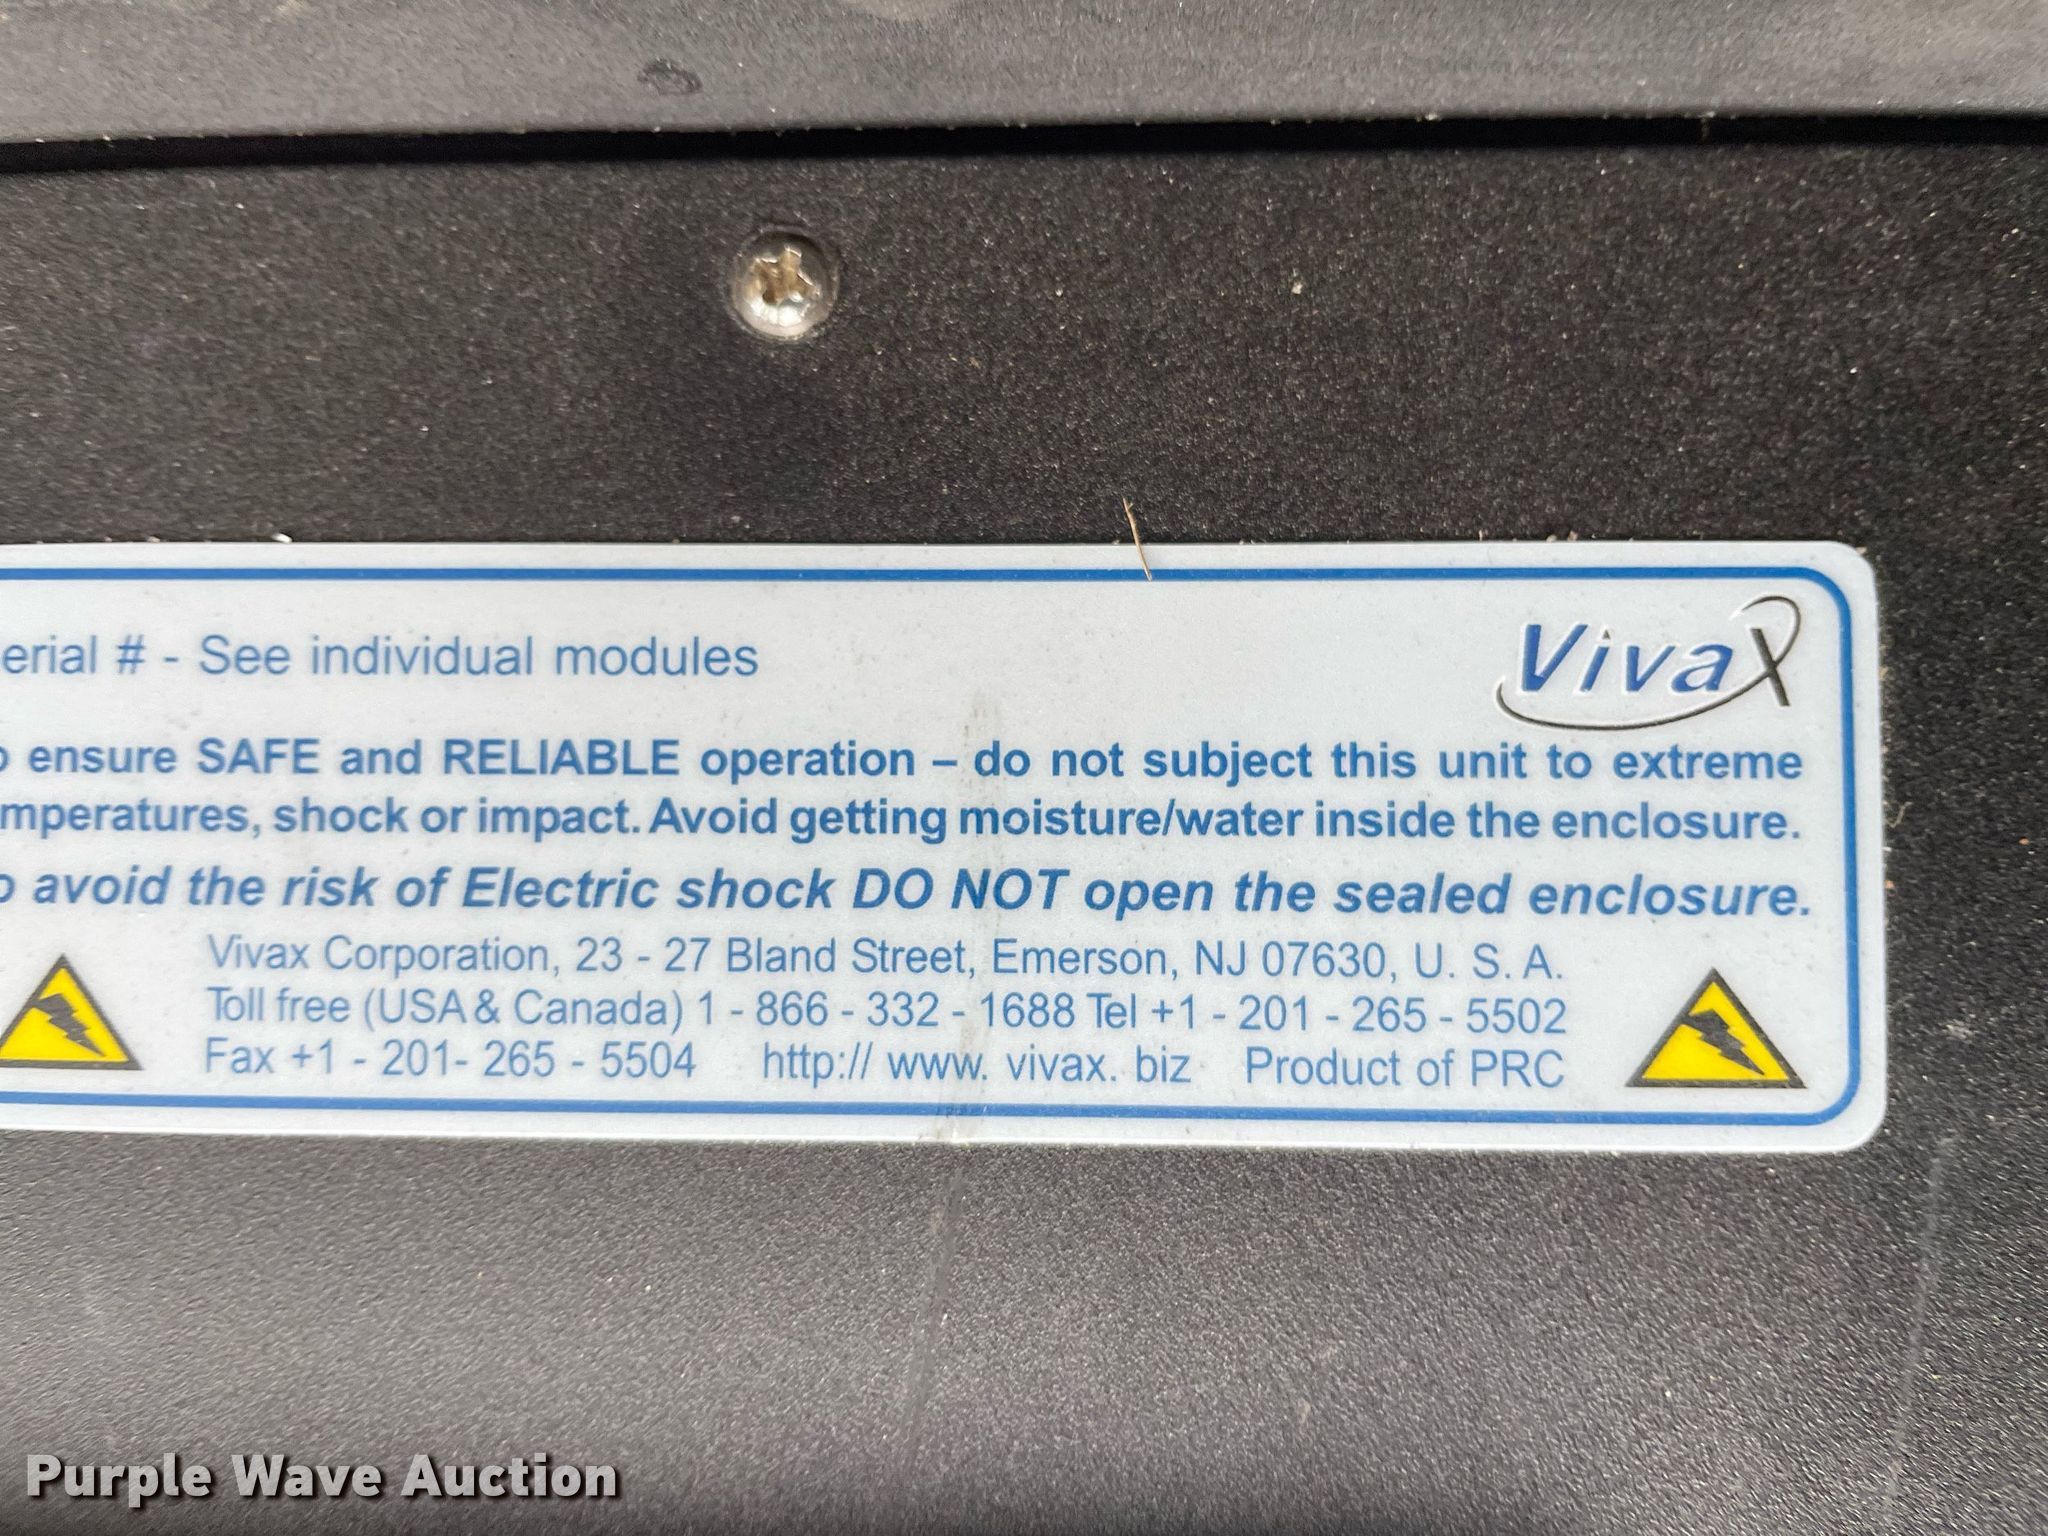 erial # - See individual modules
Vivax
o ensure SAFE and RELIABLE operation – do not subject this unit to extreme
mperatures, shock or impact. Avoid getting moisture/water inside the enclosure.
o avoid the risk of Electric shock DO NOT open the sealed enclosure.
Vivax Corporation, 23 - 27 Bland Street, Emerson, NJ 07630, U. S. A.
Toll free (USA & Canada) 1 - 866 - 332 - 1688 Tel +1 - 201 - 265 - 5502
Fax +1 - 201- 265 - 5504 http:// www. vivax. biz Product of PRC
Purple Wave Auction